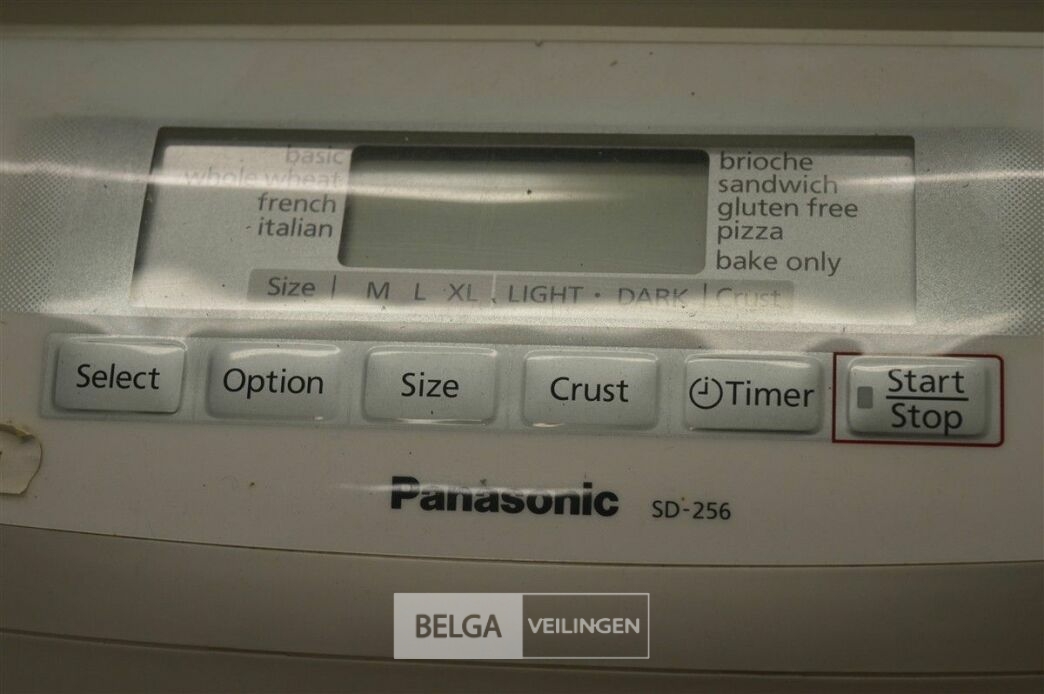 basic
whole wheat
french
italian
brioche
sandwich
gluten free
pizza
bake only
Size | M L XL | LIGHT · DARK | Crust
Select
Option
Size
Crust
Timer
Start
Stop
Panasonic SD-256
BELGA VEILINGEN